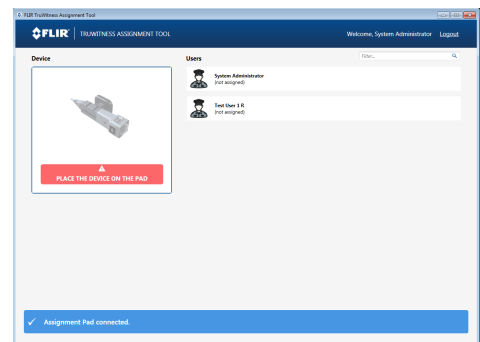 FLIR TruWitness Assignment Tool
FLIR TRUWITNESS ASSIGNMENT TOOL
Welcome, System Administrator Logout
Device
Users
Filter...
System Administrator
(not assigned)
Test User 1 R
(not assigned)
PLACE THE DEVICE ON THE PAD
Assignment Pad connected.